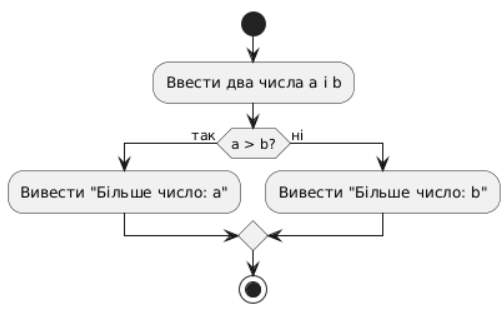 Ввести два числа a і b
так
a > b?
ні
Вивести "Більше число: a"
Вивести "Більше число: b"